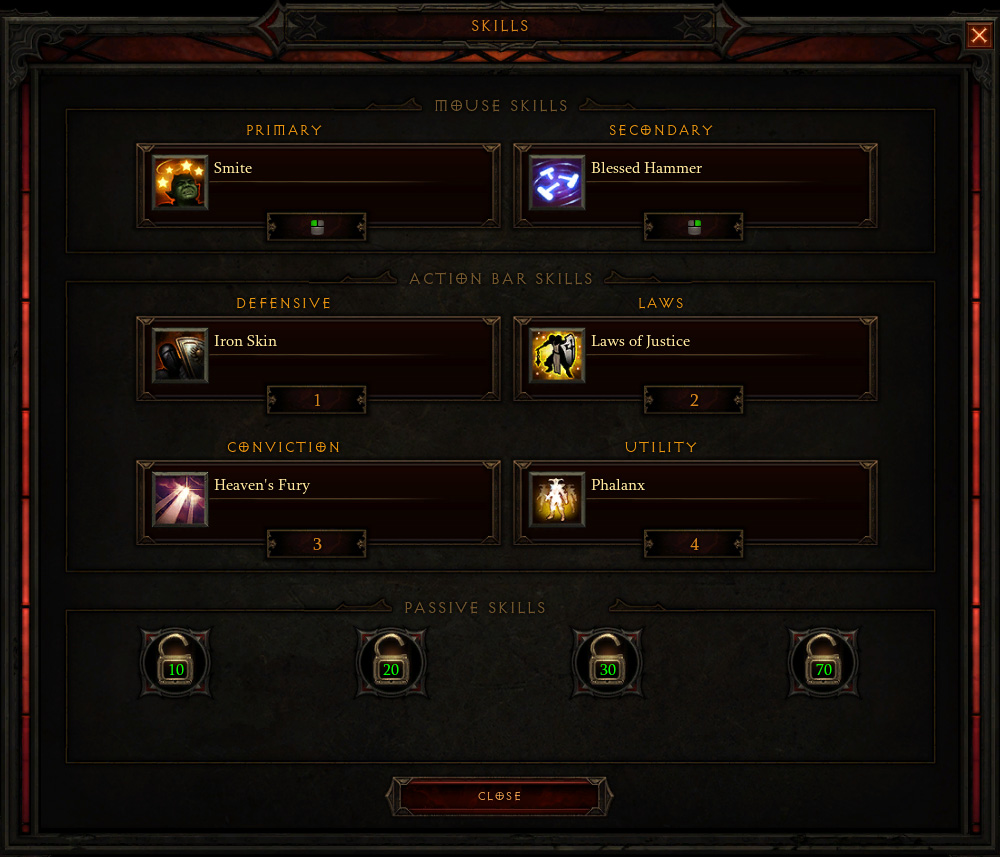 SKILLS
MOUSE SKILLS
PRIMARY
SECONDARY
Smite
Blessed Hammer
ACTION BAR SKILLS
DEFENSIVE
LAWS
Iron Skin
Laws of Justice
1
2
CONVICTION
UTILITY
Heaven's Fury
Phalanx
3
4
PASSIVE SKILLS
10
20
30
70
CLOSE